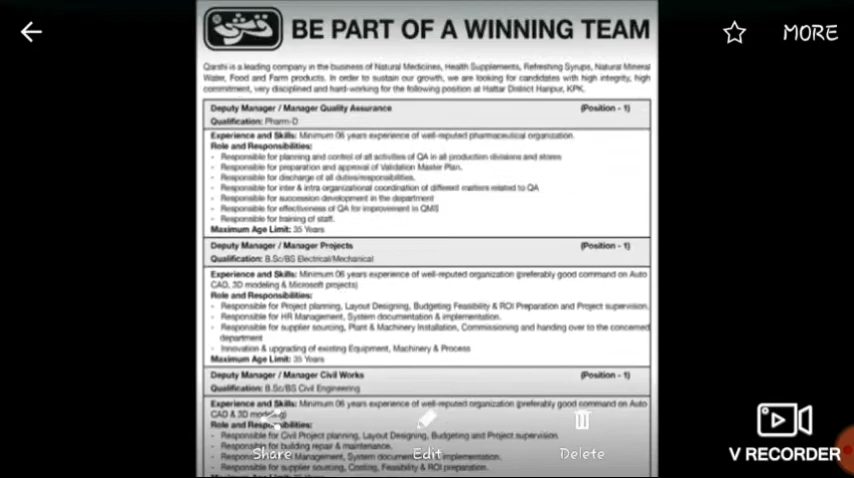 قرشی
BE PART OF A WINNING TEAM
MORE
Qarshi is a leading company in the business of Natural Medicines, Health Supplements, Refreshing Syrups, Natural Mineral
Water, Food and Farm products. In order to sustain our growth, we are looking for candidates with high integrity, high
commitment, very disciplined and hard-working for the following position at Hattar District Haripur, KPK.
Deputy Manager / Manager Quality Assurance (Position - 1)
Qualification: Pharm-D
Experience and Skills: Minimum 06 years experience of well-reputed pharmaceutical organization.
Role and Responsibilities:
- Responsible for planning and control of all activities of QA in all production divisions and stores
- Responsible for preparation and approval of Validation Master Plan.
- Responsible for discharge of all duties/responsibilities.
- Responsible for inter & intra organizational coordination of different matters related to QA
- Responsible for succession development in the department
- Responsible for effectiveness of QA for improvement in QMS
- Responsible for training of staff.
Maximum Age Limit: 35 Years
Deputy Manager / Manager Projects (Position - 1)
Qualification: B.Sc/BS Electrical/Mechanical
Experience and Skills: Minimum 06 years experience of well-reputed organization (preferably good command on Auto
CAD, 3D modeling & Microsoft projects)
Role and Responsibilities:
- Responsible for Project planning, Layout Designing, Budgeting Feasibility & ROI Preparation and Project supervision.
- Responsible for HR Management, System documentation & implementation.
- Responsible for supplier sourcing, Plant & Machinery Installation, Commissioning and handing over to the concerned
department
- Innovation & upgrading of existing Equipment, Machinery & Process
Maximum Age Limit: 35 Years
Deputy Manager / Manager Civil Works (Position - 1)
Qualification: B.Sc/BS Civil Engineering
Experience and Skills: Minimum 06 years experience of well-reputed organization (preferably good command on Auto
CAD & 3D modeling)
Role and Responsibilities:
- Responsible for Civil Project planning, Layout Designing, Budgeting and Project supervision
- Responsible for building repair & maintenance.
- Responsible for HR Management, System documentation & implementation.
- Responsible for supplier sourcing, Costing, Feasibility & ROI preparation.
Share
Edit
Delete
V RECORDER